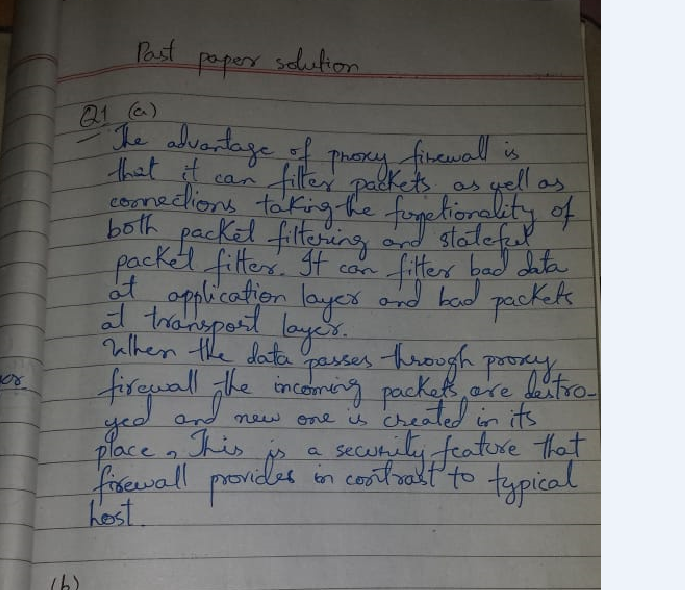 Past paper solution
Q1 (a)
The advantage of proxy firewall is
that it can filter packets as well as
connections taking the functionality of
both packet filtering and stateful
packet filter. It can filter bad data
at application layer and bad packets
at transport layer.
When the data passes through proxy
or.
firewall the incoming packets are destro-
yed and new one is created in its
place. This is a security feature that
firewall provides in contrast to typical
host.
(b)